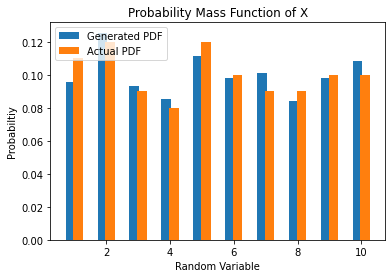 Probability Mass Function of X
Generated PDF
Actual PDF
0.12
0.10
0.08
0.06
0.04
0.02
0.00
Probabiltiy
2
4
6
8
10
Random Variable